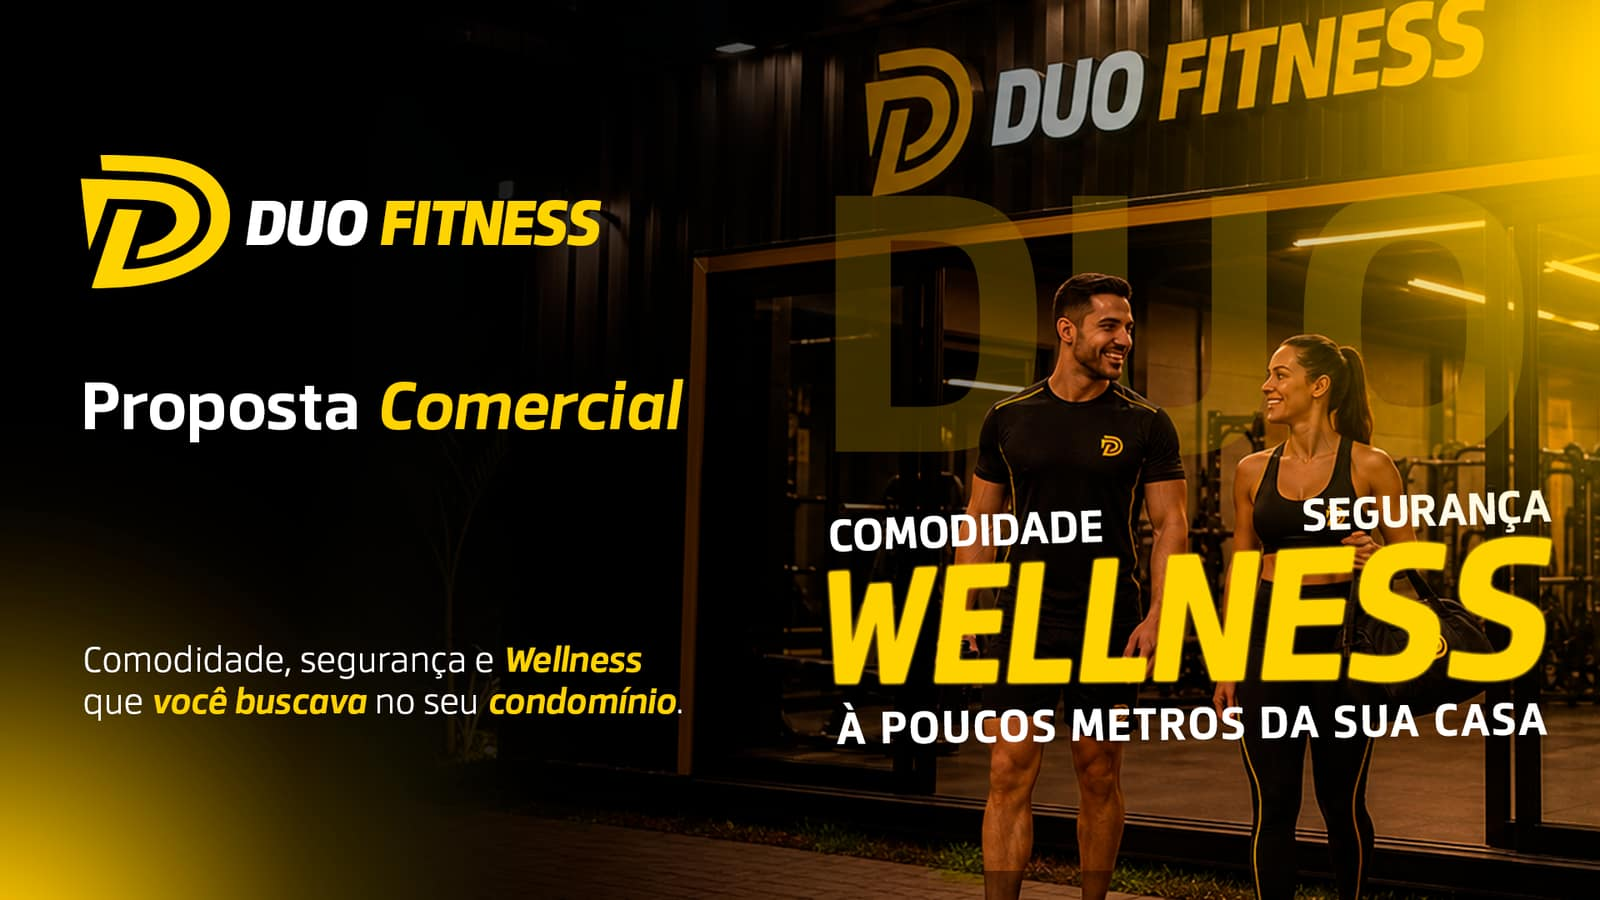 DUO FITNESS
Proposta Comercial
Comodidade, segurança e Wellness
que você buscava no seu condomínio.
DUO FITNESS
DUO
COMODIDADE
SEGURANÇA
WELLNESS
À POUCOS METROS DA SUA CASA